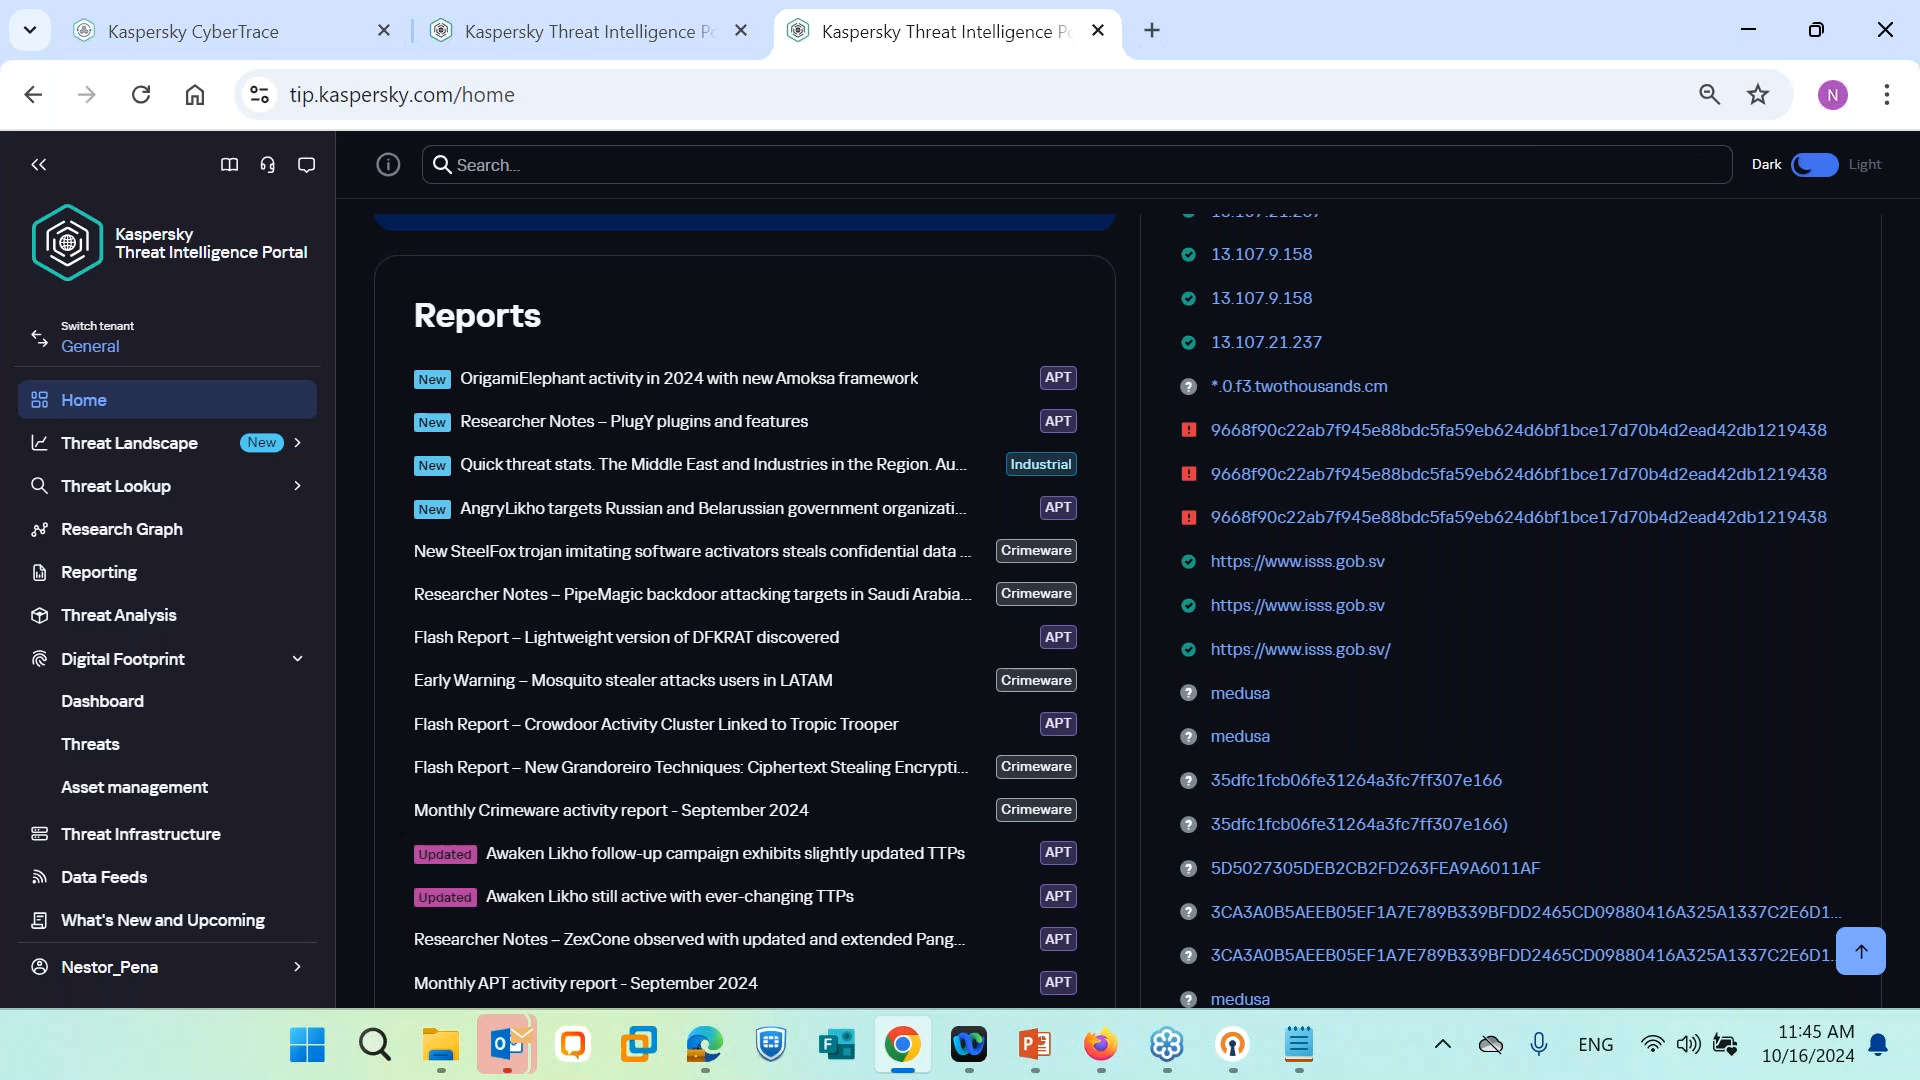 Kaspersky CyberTrace
Kaspersky Threat Intelligence Po
Kaspersky Threat Intelligence Po
tip.kaspersky.com/home
N
Search...
Dark
Light
Kaspersky
Threat Intelligence Portal
Switch tenant
General
Home
Threat Landscape New
Threat Lookup
Research Graph
Reporting
Threat Analysis
Digital Footprint
Dashboard
Threats
Asset management
Threat Infrastructure
Data Feeds
What's New and Upcoming
Nestor_Pena
Reports
New OrigamiElephant activity in 2024 with new Amoksa framework APT
New Researcher Notes – PlugY plugins and features APT
New Quick threat stats. The Middle East and Industries in the Region. Au... Industrial
New AngryLikho targets Russian and Belarussian government organizati... APT
New SteelFox trojan imitating software activators steals confidential data ... Crimeware
Researcher Notes – PipeMagic backdoor attacking targets in Saudi Arabia... Crimeware
Flash Report – Lightweight version of DFKRAT discovered APT
Early Warning – Mosquito stealer attacks users in LATAM Crimeware
Flash Report – Crowdoor Activity Cluster Linked to Tropic Trooper APT
Flash Report – New Grandoreiro Techniques: Ciphertext Stealing Encrypti... Crimeware
Monthly Crimeware activity report - September 2024 Crimeware
Updated Awaken Likho follow-up campaign exhibits slightly updated TTPs APT
Updated Awaken Likho still active with ever-changing TTPs APT
Researcher Notes – ZexCone observed with updated and extended Pang... APT
Monthly APT activity report - September 2024 APT
13.107.21.237
13.107.9.158
13.107.9.158
13.107.21.237
*.0.f3.twothousands.cm
9668f90c22ab7f945e88bdc5fa59eb624d6bf1bce17d70b4d2ead42db1219438
9668f90c22ab7f945e88bdc5fa59eb624d6bf1bce17d70b4d2ead42db1219438
9668f90c22ab7f945e88bdc5fa59eb624d6bf1bce17d70b4d2ead42db1219438
https://www.isss.gob.sv
https://www.isss.gob.sv
https://www.isss.gob.sv/
medusa
medusa
35dfc1fcb06fe31264a3fc7ff307e166
35dfc1fcb06fe31264a3fc7ff307e166)
5D5027305DEB2CB2FD263FEA9A6011AF
3CA3A0B5AEEB05EF1A7E789B339BFDD2465CD09880416A325A1337C2E6D1...
3CA3A0B5AEEB05EF1A7E789B339BFDD2465CD09880416A325A1337C2E6D1...
medusa
ENG
11:45 AM
10/16/2024